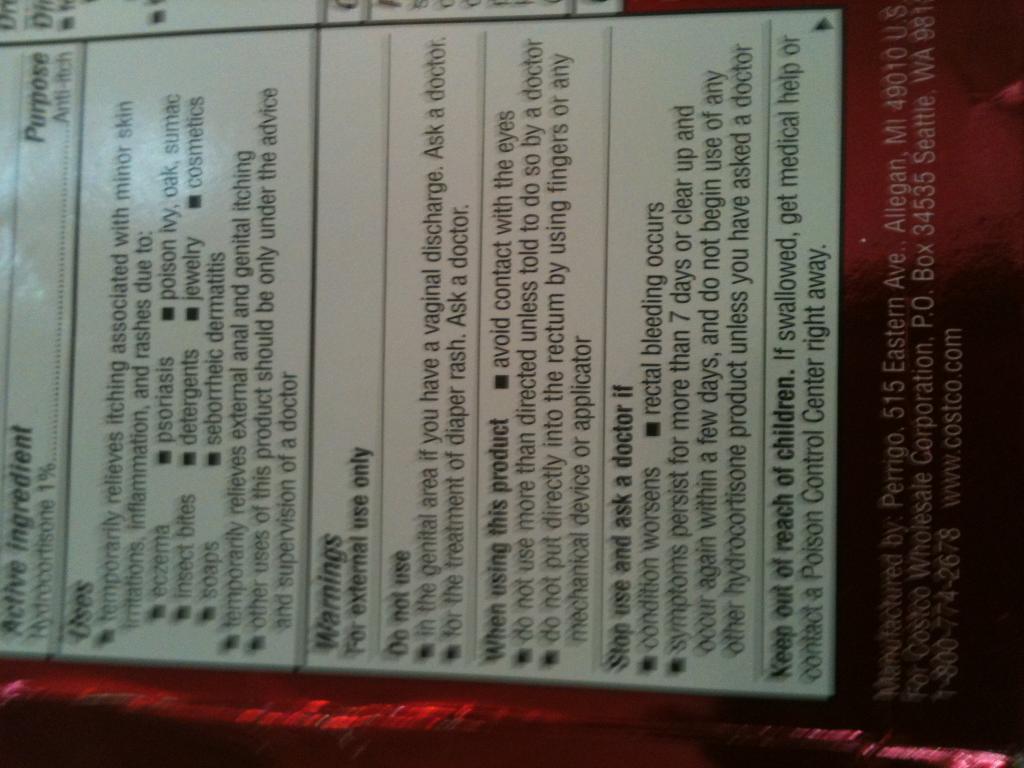 Active ingredient Purpose
Hydrocortisone 1%..............................Anti-itch
Uses
■ temporarily relieves itching associated with minor skin
irritations, inflammation, and rashes due to:
■ eczema ■ psoriasis ■ poison ivy, oak, sumac
■ insect bites ■ detergents ■ jewelry ■ cosmetics
■ soaps ■ seborrheic dermatitis
■ temporarily relieves external anal and genital itching
■ other uses of this product should be only under the advice
and supervision of a doctor
Warnings
For external use only
Do not use
■ in the genital area if you have a vaginal discharge. Ask a doctor.
■ for the treatment of diaper rash. Ask a doctor.
When using this product ■ avoid contact with the eyes
■ do not use more than directed unless told to do so by a doctor
■ do not put directly into the rectum by using fingers or any
mechanical device or applicator
Stop use and ask a doctor if
■ condition worsens ■ rectal bleeding occurs
■ symptoms persist for more than 7 days or clear up and
occur again within a few days, and do not begin use of any
other hydrocortisone product unless you have asked a doctor
Keep out of reach of children. If swallowed, get medical help or
contact a Poison Control Center right away.
Manufactured by: Perrigo, 515 Eastern Ave., Allegan, MI 49010 U.S.
For Costco Wholesale Corporation, P.O. Box 34535 Seattle, WA 981
1-800-774-2678 www.costco.com